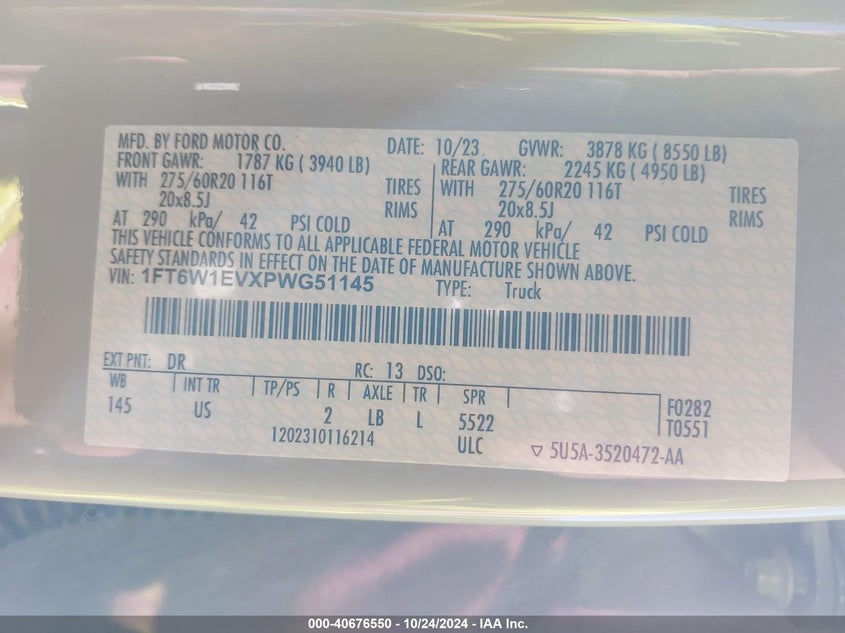 MFD. BY FORD MOTOR CO. DATE: 10/23 GVWR: 3878 KG ( 8550 LB)
FRONT GAWR: 1787 KG ( 3940 LB) REAR GAWR: 2245 KG ( 4950 LB)
WITH 275/60R20 116T TIRES WITH 275/60R20 116T TIRES
20x8.5J RIMS 20x8.5J RIMS
AT 290 kPa/ 42 PSI COLD AT 290 kPa/ 42 PSI COLD
THIS VEHICLE CONFORMS TO ALL APPLICABLE FEDERAL MOTOR VEHICLE
SAFETY STANDARDS IN EFFECT ON THE DATE OF MANUFACTURE SHOWN ABOVE.
VIN: 1FT6W1EVXPWG51145 TYPE: Truck
EXT PNT: DR RC: 13 DSO:
WB INT TR TP/PS R AXLE TR SPR
145 US 2 LB L 5522 F0282
T0551
1202310116214 ULC ▽ 5U5A-3520472-AA
000-40676550 - 10/24/2024 - IAA Inc.